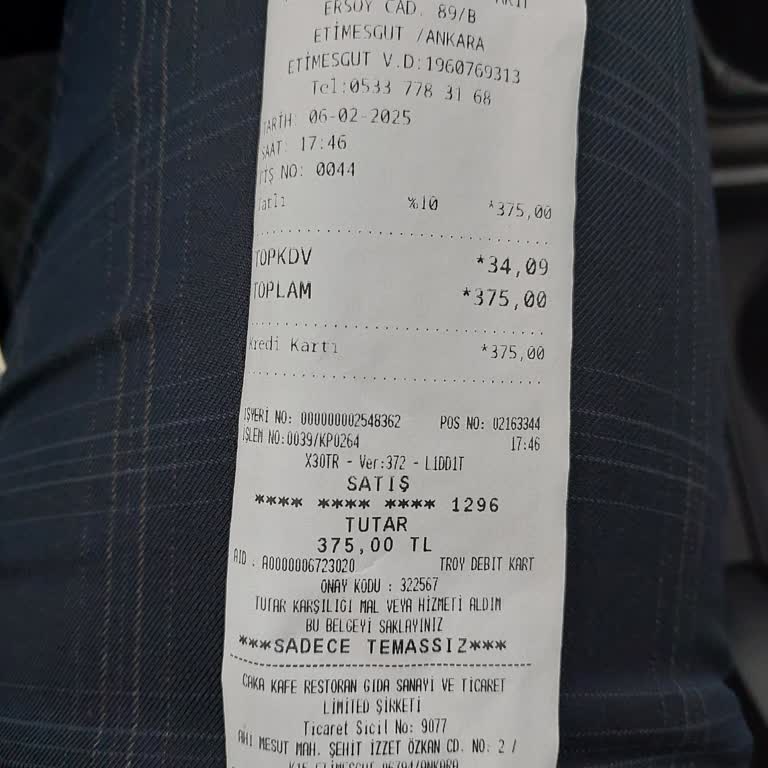 ERSOY CAD. 89/B
ETİMESGUT /ANKARA
ETİMESGUT V.D:1960769313
Tel:0533 778 31 68
TARİH: 06-02-2025
SAAT: 17:46
FİŞ NO: 0044
Tatlı %10 *375,00
TOPKDV *34,09
TOPLAM *375,00
Kredi Kartı *375,00
İŞYERİ NO: 000000002548362 POS NO: 02163344
İŞLEM NO:0039/KP0264 17:46
X30TR - Ver:372 - L1DD1T
SATIŞ
**** **** **** 1296
TUTAR
375,00 TL
AID : A0000006723020 TROY DEBIT KART
ONAY KODU : 322567
TUTAR KARŞILIĞI MAL VEYA HİZMETİ ALDIM
BU BELGEYİ SAKLAYINIZ
***SADECE TEMASSIZ***
CAKA KAFE RESTORAN GIDA SANAYİ VE TİCARET
LİMİTED ŞİRKETİ
Ticaret Sicil No: 9077
AHİ MESUT MAH. ŞEHİT İZZET ÖZKAN CD. NO: 2 /